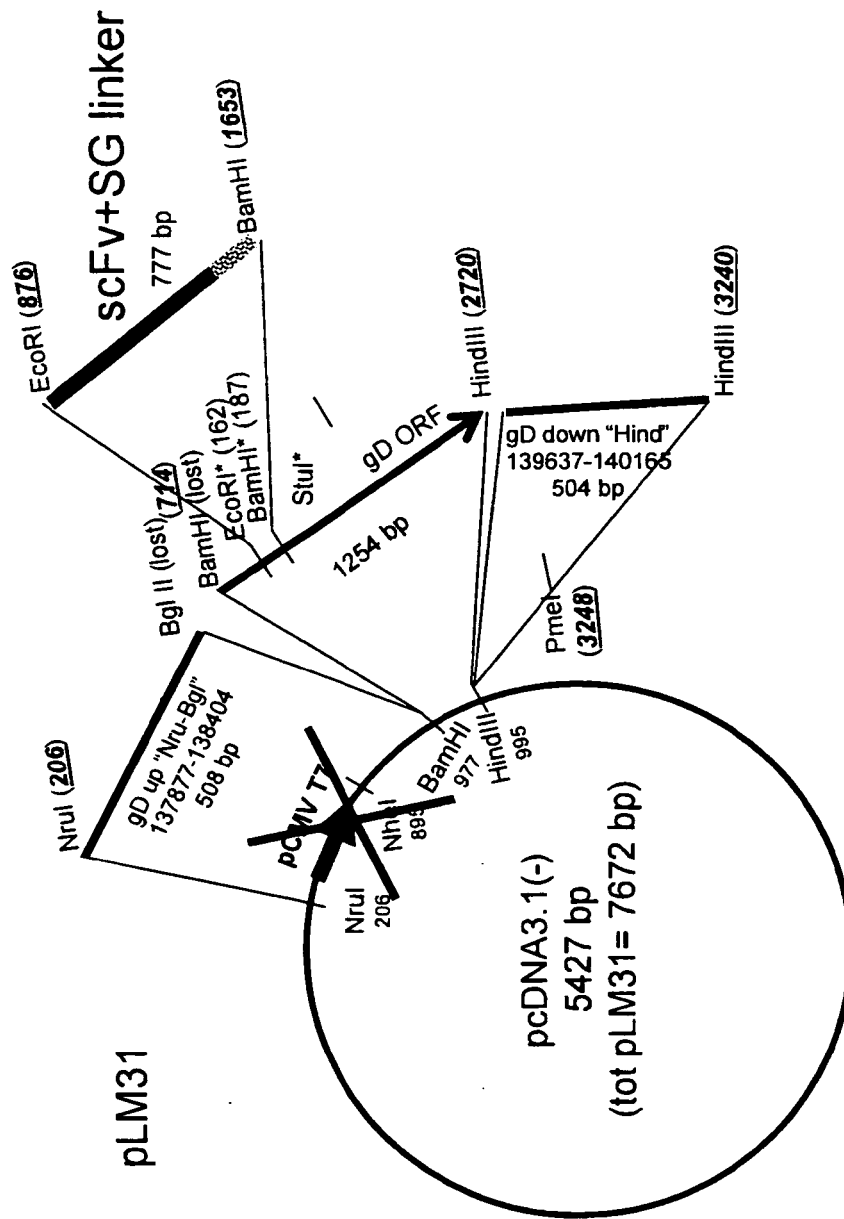 pLM31
scFv+SG linker
777 bp
EcoRI (876)
BamHI (1653)
Bgl II (lost) (714)
BamHI (lost)
EcoRI* (162)
BamHI* (187)
StuI*
NruI (206)
gD up "Nru-Bgl"
137877-138404
508 bp
gD ORF
1254 bp
HindIII (2720)
gD down "Hind"
139637-140165
504 bp
HindIII (3240)
PmeI
(3248)
pCMV T7
NheI
895
NruI
206
BamHI
977
HindIII
995
pcDNA3.1(-)
5427 bp
(tot pLM31= 7672 bp)